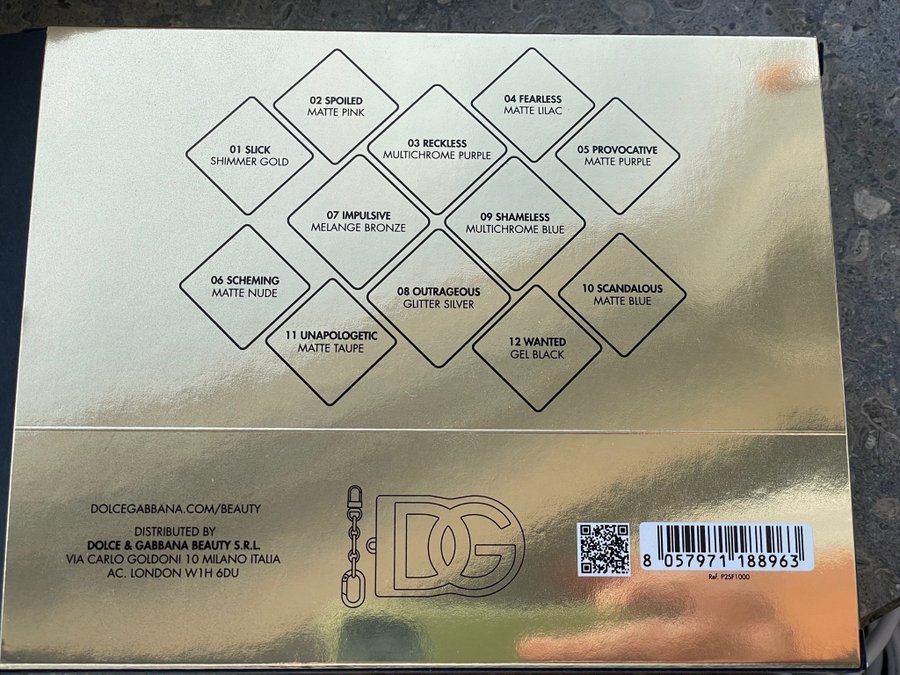 02 SPOILED
MATTE PINK
04 FEARLESS
MATTE LILAC
01 SLICK
SHIMMER GOLD
03 RECKLESS
MULTICHROME PURPLE
05 PROVOCATIVE
MATTE PURPLE
07 IMPULSIVE
MELANGE BRONZE
09 SHAMELESS
MULTICHROME BLUE
06 SCHEMING
MATTE NUDE
08 OUTRAGEOUS
GLITTER SILVER
10 SCANDALOUS
MATTE BLUE
11 UNAPOLOGETIC
MATTE TAUPE
12 WANTED
GEL BLACK
DOLCEGABBANA.COM/BEAUTY
DISTRIBUTED BY
DOLCE & GABBANA BEAUTY S.R.L.
VIA CARLO GOLDONI 10 MILANO ITALIA
AC. LONDON W1H 6DU
DG
8 057971 188963
Ref. P25F1000